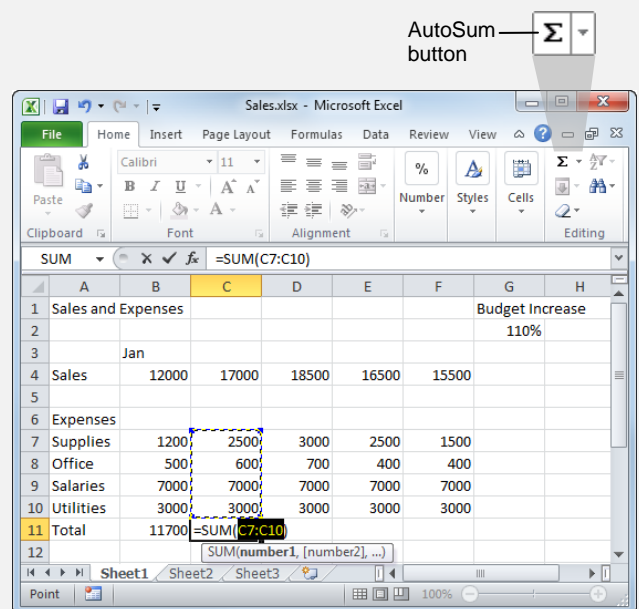 AutoSum
button
Σ
Sales.xlsx - Microsoft Excel
File Home Insert Page Layout Formulas Data Review View
Calibri 11 % Σ
Paste B I U A A Number Styles Cells
A
Clipboard Font Alignment Editing
SUM fx =SUM(C7:C10)
A B C D E F G H
1 Sales and Expenses Budget Increase
2 110%
3 Jan
4 Sales 12000 17000 18500 16500 15500
5
6 Expenses
7 Supplies 1200 2500 3000 2500 1500
8 Office 500 600 700 400 400
9 Salaries 7000 7000 7000 7000 7000
10 Utilities 3000 3000 3000 3000 3000
11 Total 11700 =SUM(C7:C10)
12 SUM(number1, [number2], ...)
Sheet1 Sheet2 Sheet3
Point 100%